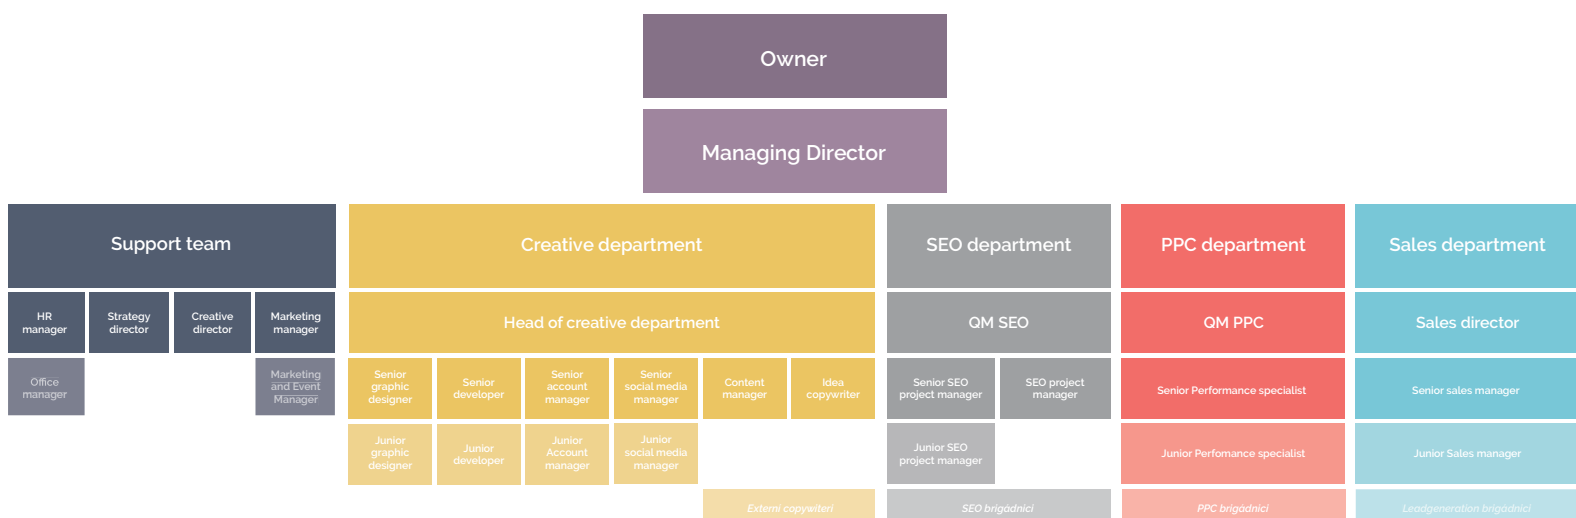 Owner
Managing Director
Support team
Creative department
SEO department
PPC department
Sales department
HR
manager
Strategy
director
Creative
director
Marketing
manager
Head of creative department
QM SEO
QM PPC
Sales director
Office
manager
Marketing
and Event
Manager
Senior
graphic
designer
Senior
developer
Senior
account
manager
Senior
social media
manager
Content
manager
Idea
copywriter
Senior SEO
project manager
SEO project
manager
Senior Performance specialist
Senior sales manager
Junior
graphic
designer
Junior
developer
Junior
Account
manager
Junior
social media
manager
Junior SEO
project manager
Junior Perfomance specialist
Junior Sales manager
Externí copywiteři
SEO brigádníci
PPC brigádníci
Leadgeneration brigádníci